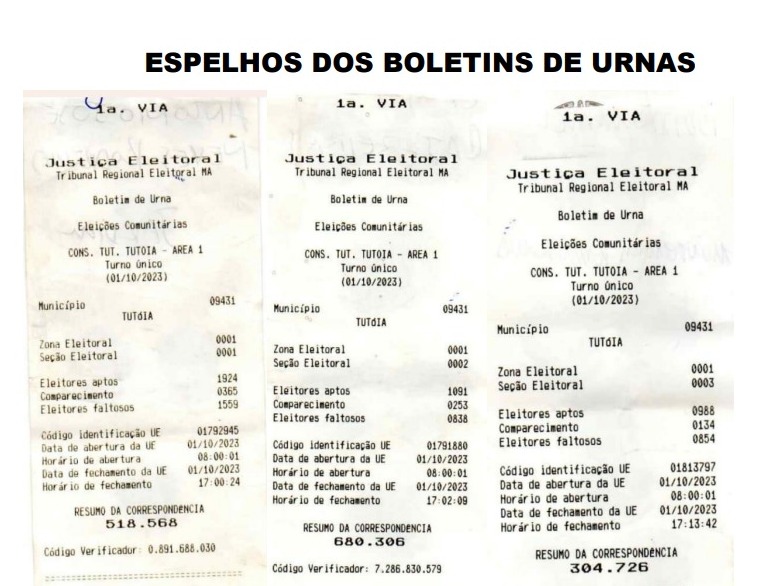 ESPELHOS DOS BOLETINS DE URNAS
1a. VIA
Justiça Eleitoral
Tribunal Regional Eleitoral MA
Boletim de Urna
Eleições Comunitárias
CONS. TUT. TUTOIA - AREA 1
Turno único
(01/10/2023)
Município 09431
TUTÓIA
Zona Eleitoral 0001
Seção Eleitoral 0001
Eleitores aptos 1924
Comparecimento 0365
Eleitores faltosos 1559
Código identificação UE 01792945
Data de abertura da UE 01/10/2023
Horário de abertura 08:00:01
Data de fechamento da UE 01/10/2023
Horário de fechamento 17:00:24
RESUMO DA CORRESPONDÊNCIA
518.568
Código Verificador: 0.891.688.030
1a. VIA
Justiça Eleitoral
Tribunal Regional Eleitoral MA
Boletim de Urna
Eleições Comunitárias
CONS. TUT. TUTOIA - AREA 1
Turno único
(01/10/2023)
Município 09431
TUTÓIA
Zona Eleitoral 0001
Seção Eleitoral 0002
Eleitores aptos 1091
Comparecimento 0253
Eleitores faltosos 0838
Código identificação UE 01791880
Data de abertura da UE 01/10/2023
Horário de abertura 08:00:01
Data de fechamento da UE 01/10/2023
Horário de fechamento 17:02:09
RESUMO DA CORRESPONDÊNCIA
680.306
Código Verificador: 7.286.830.579
1a. VIA
Justiça Eleitoral
Tribunal Regional Eleitoral MA
Boletim de Urna
Eleições Comunitárias
CONS. TUT. TUTOIA - AREA 1
Turno único
(01/10/2023)
Município 09431
TUTÓIA
Zona Eleitoral 0001
Seção Eleitoral 0003
Eleitores aptos 0988
Comparecimento 0134
Eleitores faltosos 0854
Código identificação UE 01813797
Data de abertura da UE 01/10/2023
Horário de abertura 08:00:01
Data de fechamento da UE 01/10/2023
Horário de fechamento 17:13:42
RESUMO DA CORRESPONDÊNCIA
304.726